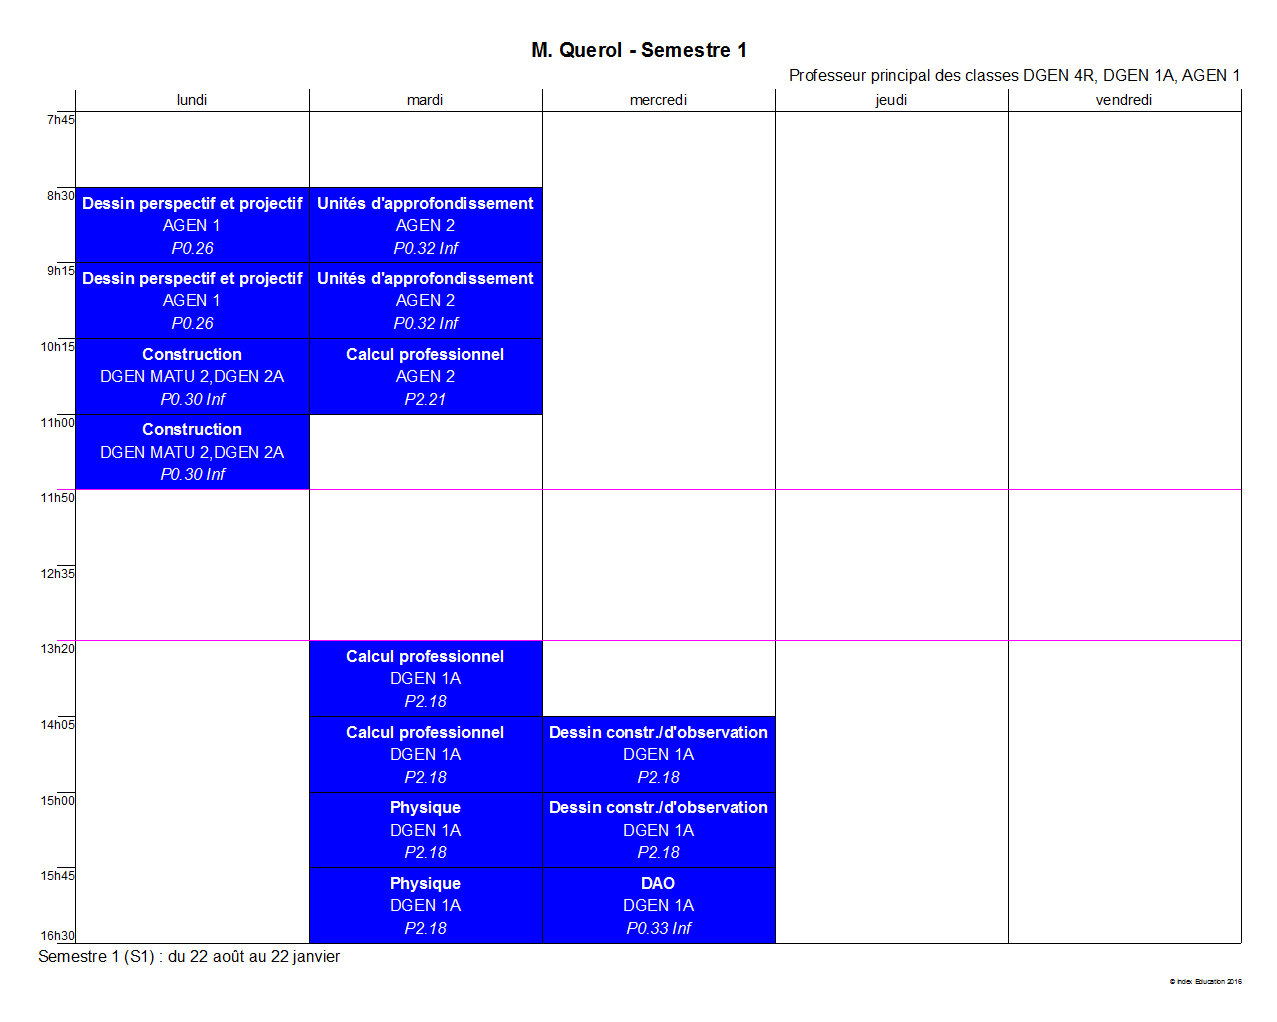 M. Querol - Semestre 1
Professeur principal des classes DGEN 4R, DGEN 1A, AGEN 1
lundi mardi mercredi jeudi vendredi
7h45
8h30
Dessin perspectif et projectif Unités d'approfondissement
AGEN 1 AGEN 2
P0.26 P0.32 Inf
9h15
Dessin perspectif et projectif Unités d'approfondissement
AGEN 1 AGEN 2
P0.26 P0.32 Inf
10h15
Construction Calcul professionnel
DGEN MATU 2,DGEN 2A AGEN 2
P0.30 Inf P2.21
11h00
Construction
DGEN MATU 2,DGEN 2A
P0.30 Inf
11h50
12h35
13h20
Calcul professionnel
DGEN 1A
P2.18
14h05
Calcul professionnel Dessin constr./d'observation
DGEN 1A DGEN 1A
P2.18 P2.18
15h00
Physique Dessin constr./d'observation
DGEN 1A DGEN 1A
P2.18 P2.18
15h45
Physique DAO
DGEN 1A DGEN 1A
P2.18 P0.33 Inf
16h30
Semestre 1 (S1) : du 22 août au 22 janvier
© Index Education 2016